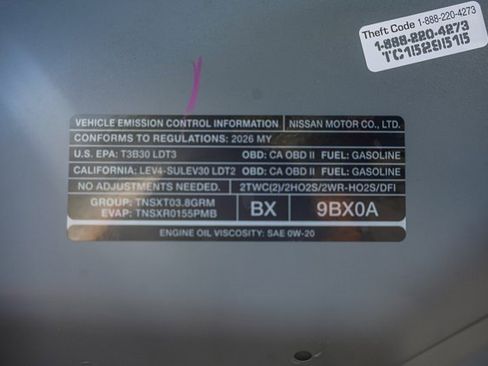 Theft Code 1-888-220-4273
1-888-220-4273
TC15291515
VEHICLE EMISSION CONTROL INFORMATION NISSAN MOTOR CO., LTD.
CONFORMS TO REGULATIONS: 2026 MY
U.S. EPA: T3B30 LDT3 OBD: CA OBD II FUEL: GASOLINE
CALIFORNIA: LEV4-SULEV30 LDT2 OBD: CA OBD II FUEL: GASOLINE
NO ADJUSTMENTS NEEDED. 2TWC(2)/2HO2S/2WR-HO2S/DFI
GROUP: TNSXT03.8GRM
EVAP: TNSXR0155PMB
BX 9BX0A
ENGINE OIL VISCOSITY: SAE 0W-20